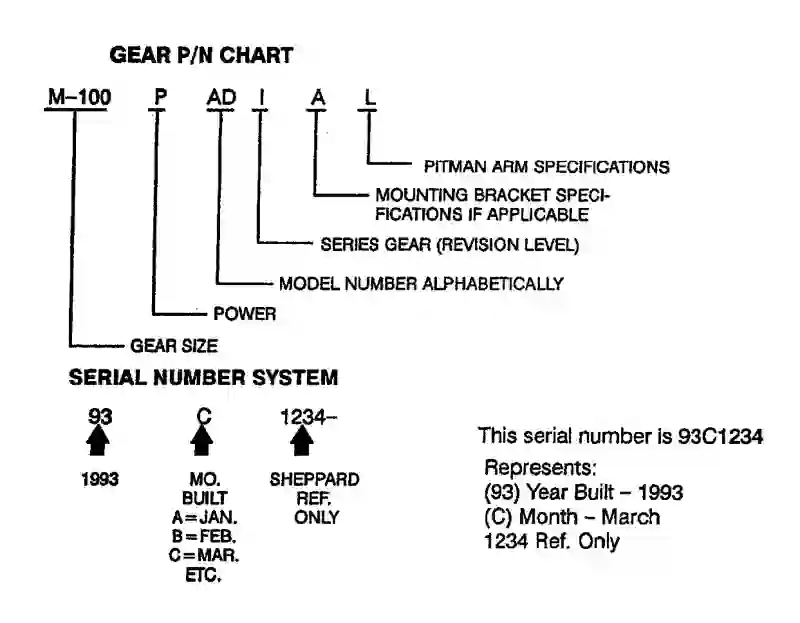 GEAR P/N CHART
M-100 P AD I A L
PITMAN ARM SPECIFICATIONS
MOUNTING BRACKET SPECI-
FICATIONS IF APPLICABLE
SERIES GEAR (REVISION LEVEL)
MODEL NUMBER ALPHABETICALLY
POWER
GEAR SIZE
SERIAL NUMBER SYSTEM
93 C 1234-
1993
MO.
BUILT
A=JAN.
B=FEB.
C=MAR.
ETC.
SHEPPARD
REF.
ONLY
This serial number is 93C1234
Represents:
(93) Year Built - 1993
(C) Month - March
1234 Ref. Only